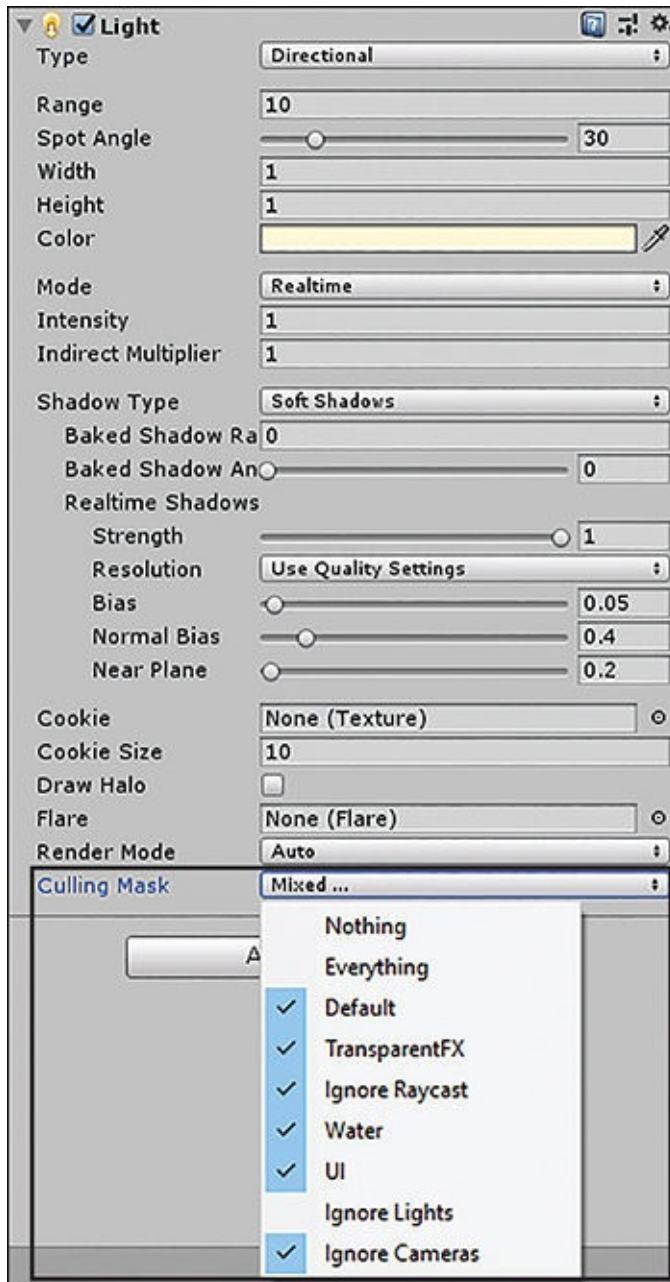 Light
Type Directional
Range 10
Spot Angle 30
Width 1
Height 1
Color
Mode Realtime
Intensity 1
Indirect Multiplier 1
Shadow Type Soft Shadows
Baked Shadow Ra 0
Baked Shadow An 0
Realtime Shadows
Strength 1
Resolution Use Quality Settings
Bias 0.05
Normal Bias 0.4
Near Plane 0.2
Cookie None (Texture)
Cookie Size 10
Draw Halo
Flare None (Flare)
Render Mode Auto
Culling Mask Mixed ...
Nothing
Everything
A
Default
TransparentFX
Ignore Raycast
Water
UI
Ignore Lights
Ignore Cameras